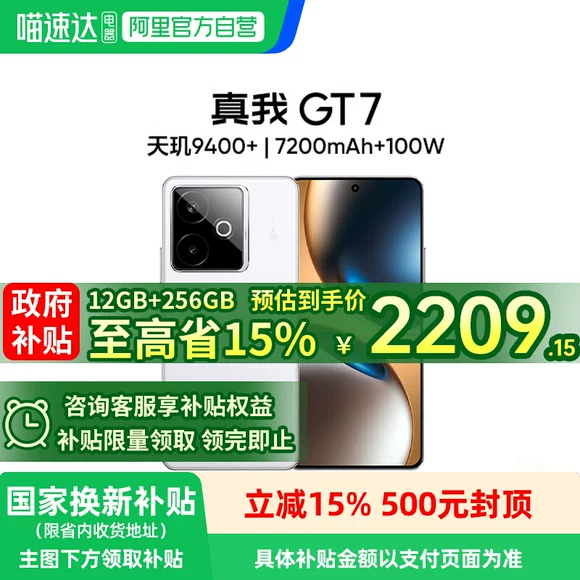 喵速达电器 阿里官方自营
真我 GT7
天玑9400+ | 7200mAh+100W
政府补贴
12GB+256GB 预估到手价
至高省15% ¥2209.15
咨询客服享补贴权益
补贴限量领取 领完即止
国家换新补贴
(限省内收货地址)
主图下方领取补贴
立减15% 500元封顶
具体补贴金额以支付页面为准